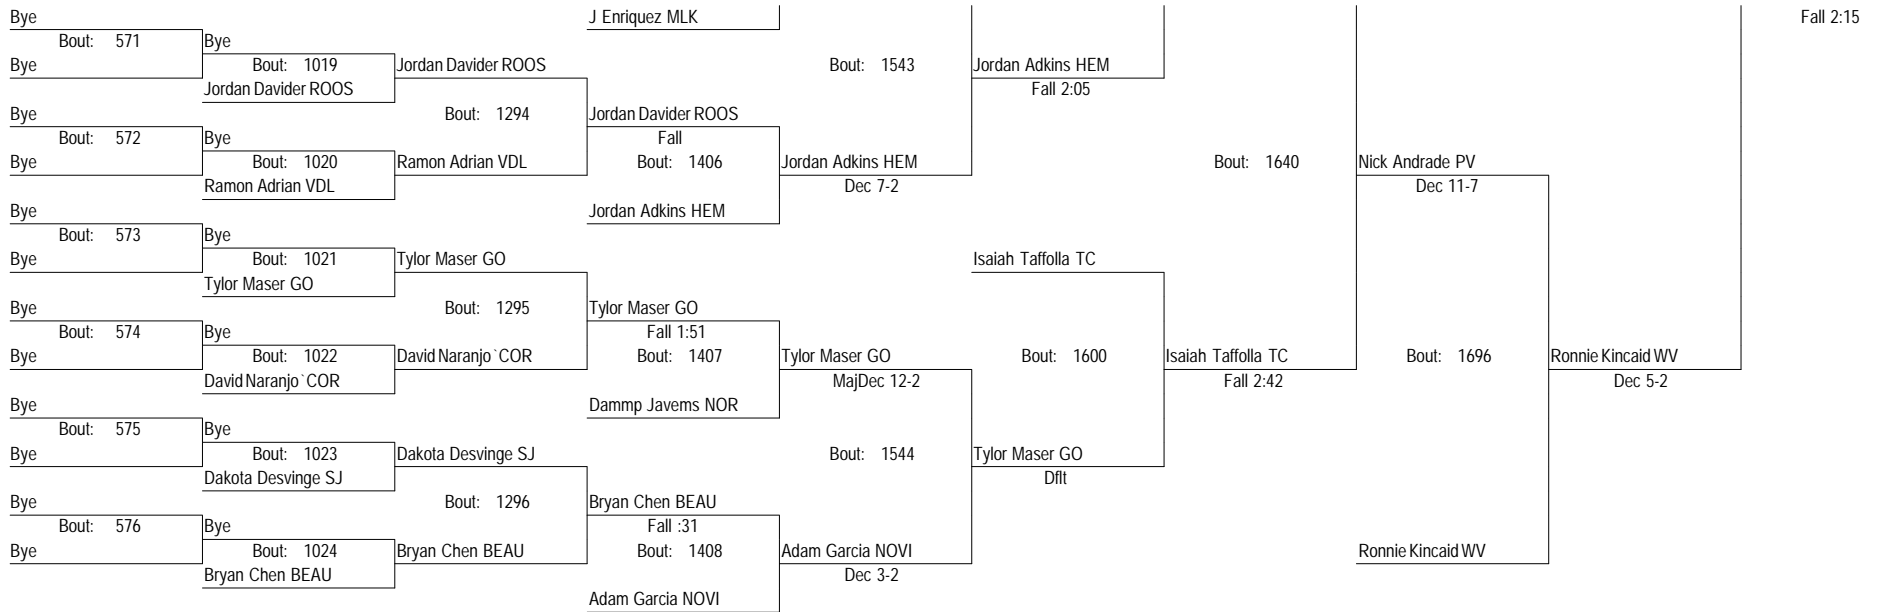 Bye J Enriquez MLK Fall 2:15
Bout: 571 Bye
Bye Bout: 1019 Jordan Davider ROOS Bout: 1543 Jordan Adkins HEM
Jordan Davider ROOS Fall 2:05
Bye Bout: 1294 Jordan Davider ROOS
Bout: 572 Bye Fall
Bye Bout: 1020 Ramon Adrian VDL Bout: 1406 Jordan Adkins HEM Bout: 1640 Nick Andrade PV
Ramon Adrian VDL Dec 7-2 Dec 11-7
Bye Jordan Adkins HEM
Bout: 573 Bye
Bye Bout: 1021 Tylor Maser GO Isaiah Taffolla TC
Tylor Maser GO
Bye Bout: 1295 Tylor Maser GO
Bout: 574 Bye Fall 1:51
Bye Bout: 1022 David Naranjo`COR Bout: 1407 Tylor Maser GO Bout: 1600 Isaiah Taffolla TC Bout: 1696 Ronnie Kincaid WV
David Naranjo`COR MajDec 12-2 Fall 2:42 Dec 5-2
Bye Dammp Javems NOR
Bout: 575 Bye
Bye Bout: 1023 Dakota Desvinge SJ Bout: 1544 Tylor Maser GO
Dakota Desvinge SJ Dflt
Bye Bout: 1296 Bryan Chen BEAU
Bout: 576 Bye Fall :31
Bye Bout: 1024 Bryan Chen BEAU Bout: 1408 Adam Garcia NOVI Ronnie Kincaid WV
Bryan Chen BEAU Dec 3-2
Adam Garcia NOVI